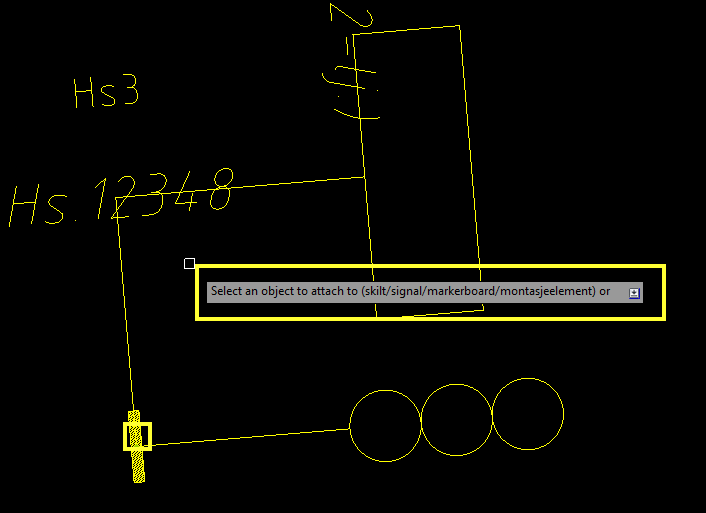 Hs3
Hs.12348
Select an object to attach to (skilt/signal/markerboard/montasjeelement) or